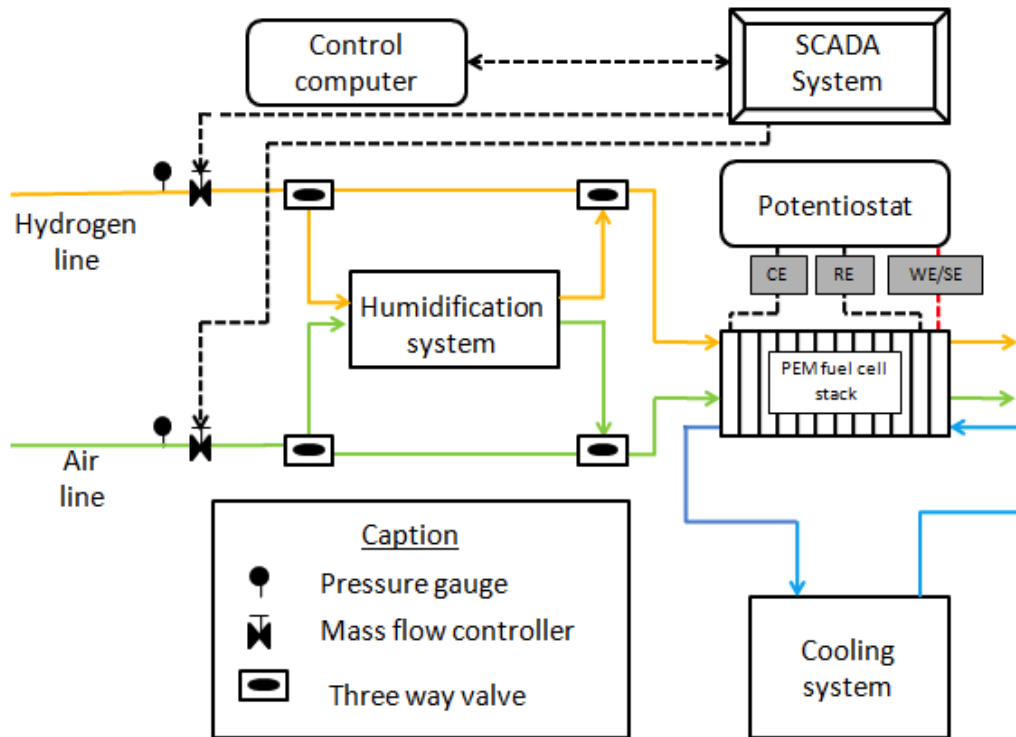 Control
computer
SCADA
System
Hydrogen
line
Potentiostat
CE
RE
WE/SE
Humidification
system
PEM fuel cell
stack
Air
line
Caption
Pressure gauge
Mass flow controller
Three way valve
Cooling
system